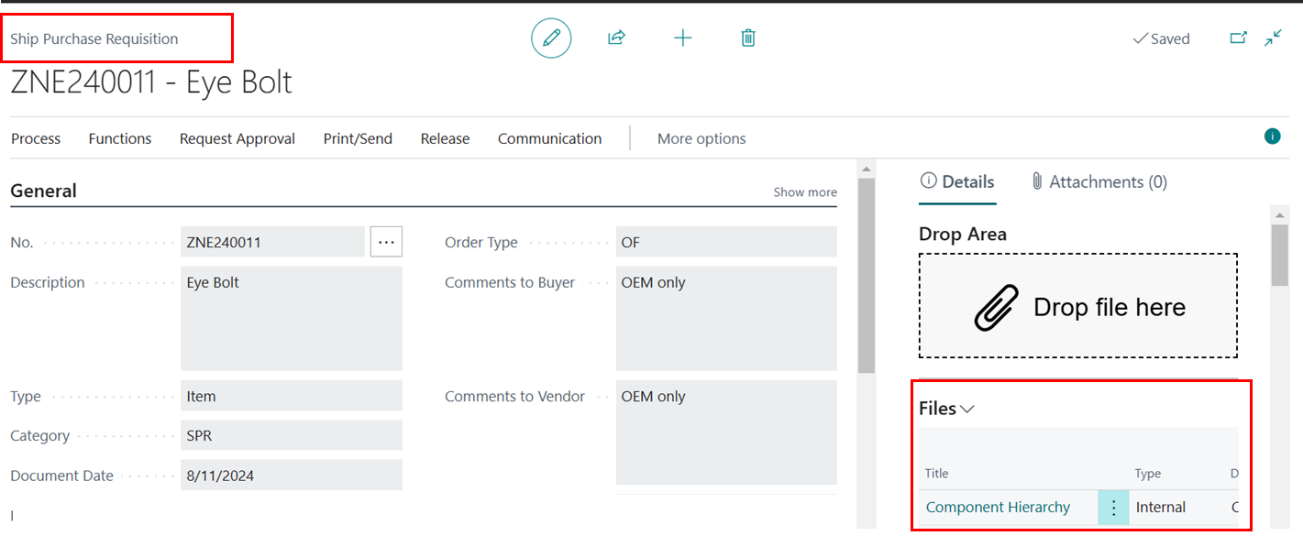 Ship Purchase Requisition
Saved
ZNE240011 - Eye Bolt
Process Functions Request Approval Print/Send Release Communication More options
General Show more
No. ZNE240011 ...
Order Type OF
Description Eye Bolt
Comments to Buyer OEM only
Type Item
Comments to Vendor OEM only
Category SPR
Document Date 8/11/2024
Details Attachments (0)
Drop Area
Drop file here
Files
Title Type D
Component Hierarchy Internal